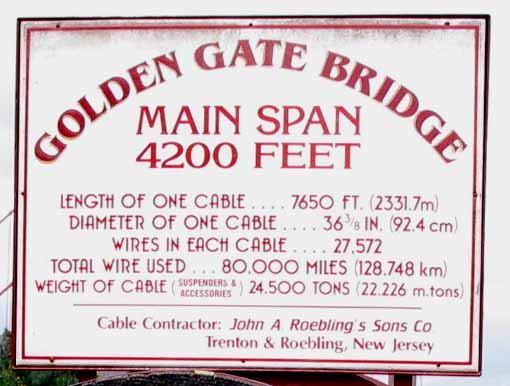 GOLDEN GATE BRIDGE
MAIN SPAN
4200 FEET
LENGTH OF ONE CABLE .... 7650 FT. (2331.7m)
DIAMETER OF ONE CABLE .... 36 3/8 IN. (92.4 cm)
WIRES IN EACH CABLE .... 27,572
TOTAL WIRE USED ... 80,000 MILES (128,748 km)
WEIGHT OF CABLE (SUSPENDERS & ACCESSORIES) 24,500 TONS (22,226 m.tons)
Cable Contractor: John A. Roebling's Sons Co.
Trenton & Roebling, New Jersey